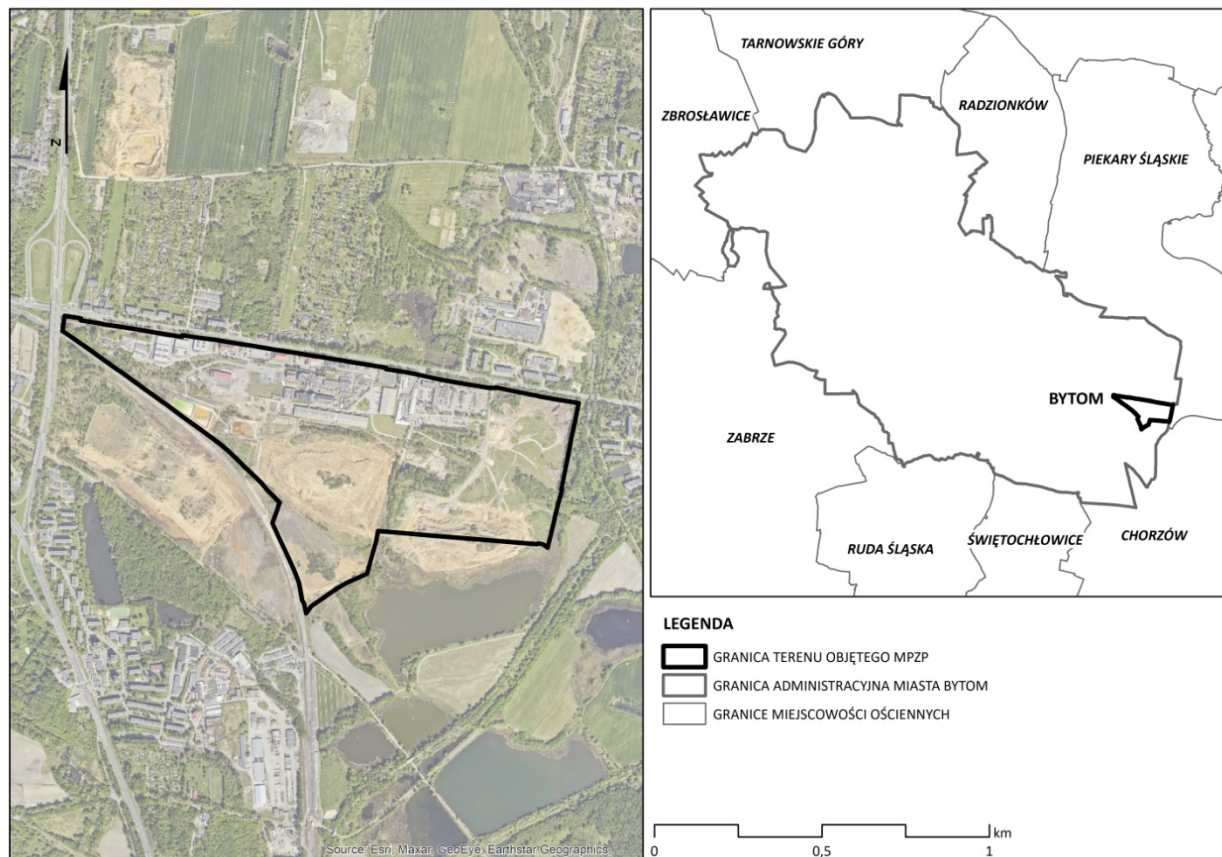 N
Source: Esri, Maxar, GeoEye, Earthstar Geographics
TARNOWSKIE GÓRY
ZBROSŁAWICE
RADZIONKÓW
PIEKARY ŚLĄSKIE
BYTOM
ZABRZE
RUDA ŚLĄSKA
ŚWIĘTOCHŁOWICE
CHORZÓW
LEGENDA
GRANICA TERENU OBJĘTEGO MPZP
GRANICA ADMINISTRACYJNA MIASTA BYTOM
GRANICE MIEJSCOWOŚCI OŚCIENNYCH
km
0 0,5 1